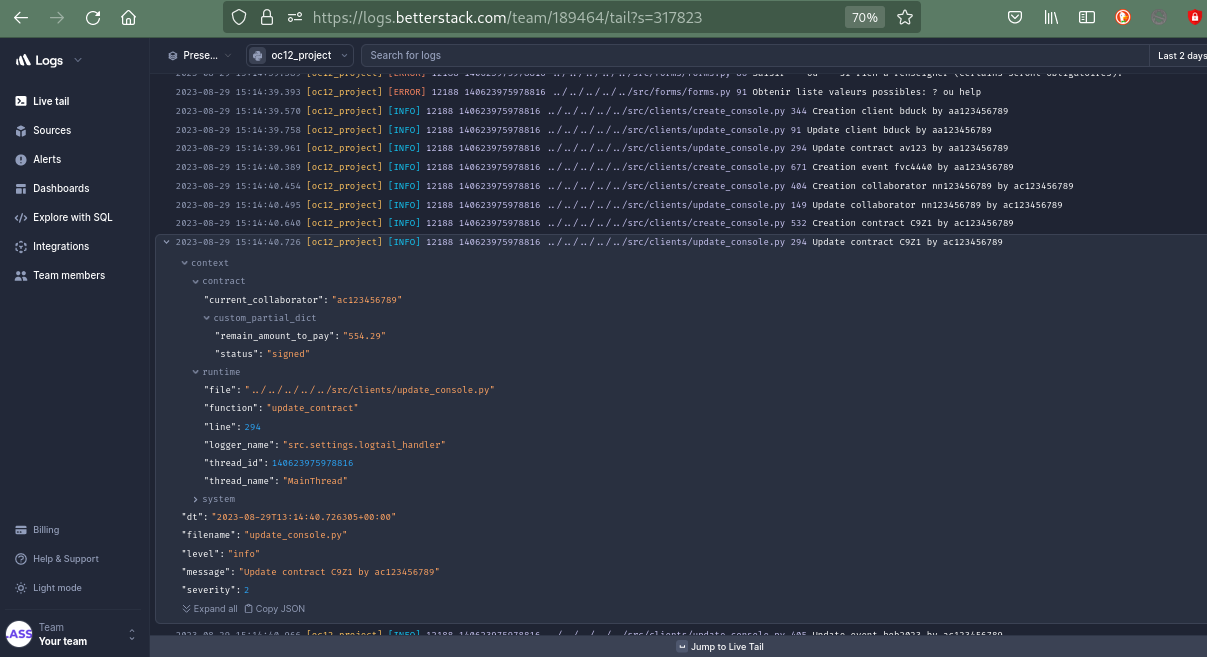 https://logs.betterstack.com/team/189464/tail?s=317823
70%
Logs
Prese...
oc12_project
Search for logs
Last 2 days
Live tail
Sources
Alerts
Dashboards
Explore with SQL
Integrations
Team members
2023-08-29 15:14:39.393 [oc12_project] [ERROR] 12188 140623975978816 ../../../../../src/forms/forms.py 91 Obtenir liste valeurs possibles: ? ou help
2023-08-29 15:14:39.570 [oc12_project] [INFO] 12188 140623975978816 ../../../../../src/clients/create_console.py 344 Creation client bduck by aa123456789
2023-08-29 15:14:39.758 [oc12_project] [INFO] 12188 140623975978816 ../../../../../src/clients/update_console.py 91 Update client bduck by aa123456789
2023-08-29 15:14:39.961 [oc12_project] [INFO] 12188 140623975978816 ../../../../../src/clients/update_console.py 294 Update contract av123 by aa123456789
2023-08-29 15:14:40.389 [oc12_project] [INFO] 12188 140623975978816 ../../../../../src/clients/create_console.py 671 Creation event fvc4440 by aa123456789
2023-08-29 15:14:40.454 [oc12_project] [INFO] 12188 140623975978816 ../../../../../src/clients/create_console.py 404 Creation collaborator nn123456789 by ac123456789
2023-08-29 15:14:40.495 [oc12_project] [INFO] 12188 140623975978816 ../../../../../src/clients/update_console.py 149 Update collaborator nn123456789 by ac123456789
2023-08-29 15:14:40.640 [oc12_project] [INFO] 12188 140623975978816 ../../../../../src/clients/create_console.py 532 Creation contract C9Z1 by ac123456789
2023-08-29 15:14:40.726 [oc12_project] [INFO] 12188 140623975978816 ../../../../../src/clients/update_console.py 294 Update contract C9Z1 by ac123456789
context
contract
"current_collaborator": "ac123456789"
custom_partial_dict
"remain_amount_to_pay": "554.29"
"status": "signed"
runtime
"file": "../../../../../src/clients/update_console.py"
"function": "update_contract"
"line": 294
"logger_name": "src.settings.logtail_handler"
"thread_id": 140623975978816
"thread_name": "MainThread"
system
"dt": "2023-08-29T13:14:40.726305+00:00"
"filename": "update_console.py"
"level": "info"
"message": "Update contract C9Z1 by ac123456789"
"severity": 2
Expand all
Copy JSON
2023-08-29 15:14:40.966 [oc12_project] [INFO] 12188 140623975978816 ../../../../../src/clients/update_console.py 405 Update event hob2023 by ac123456789
Jump to Live Tail
Billing
Help & Support
Light mode
LASS
Team
Your team